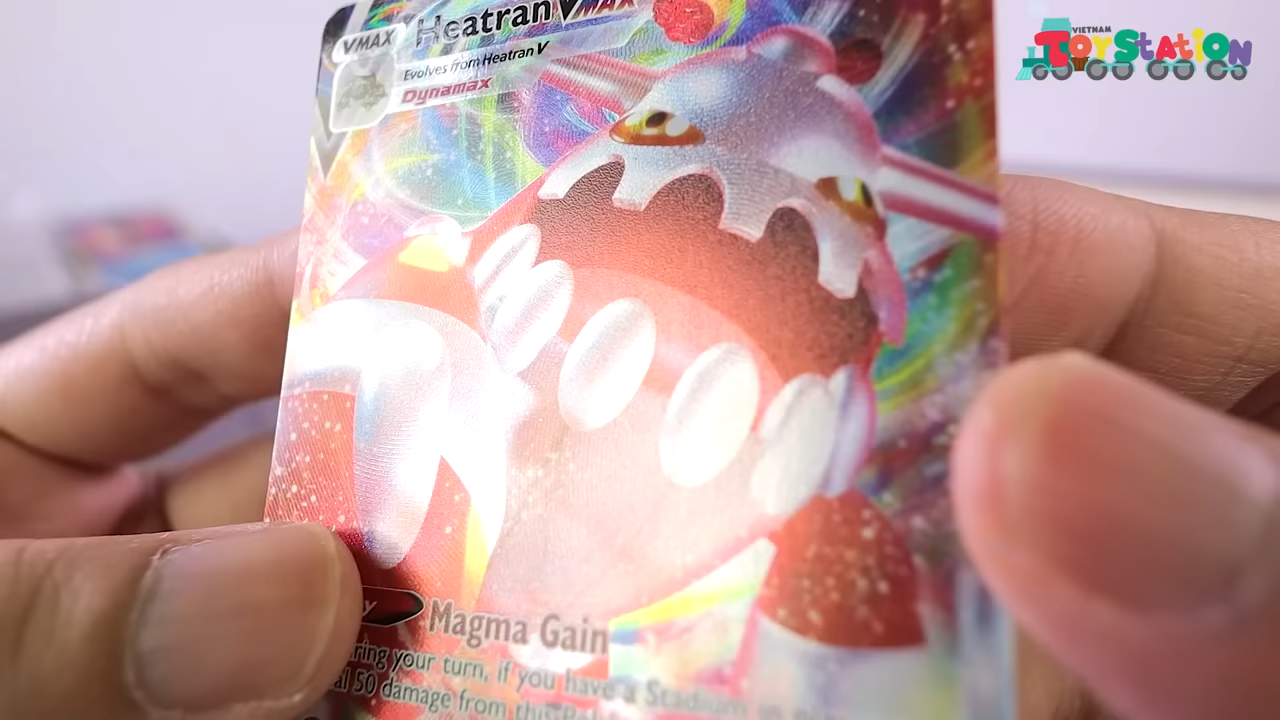 VMAX Heatran VMAX
Evolves from Heatran V
Dynamax
VIETNAM
TOYSTATION
Magma Gain
ring your turn, if you have a Stadium
al 50 damage from this